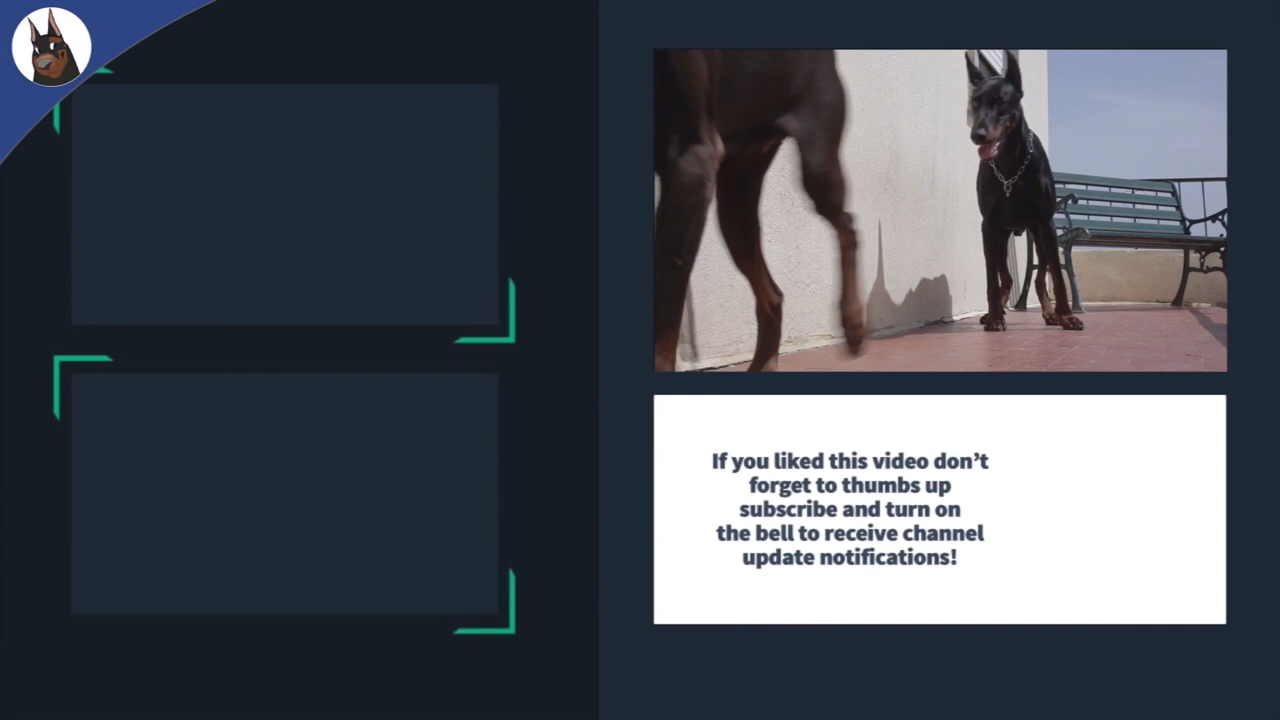 If you liked this video don’t
forget to thumbs up
subscribe and turn on
the bell to receive channel
update notifications!